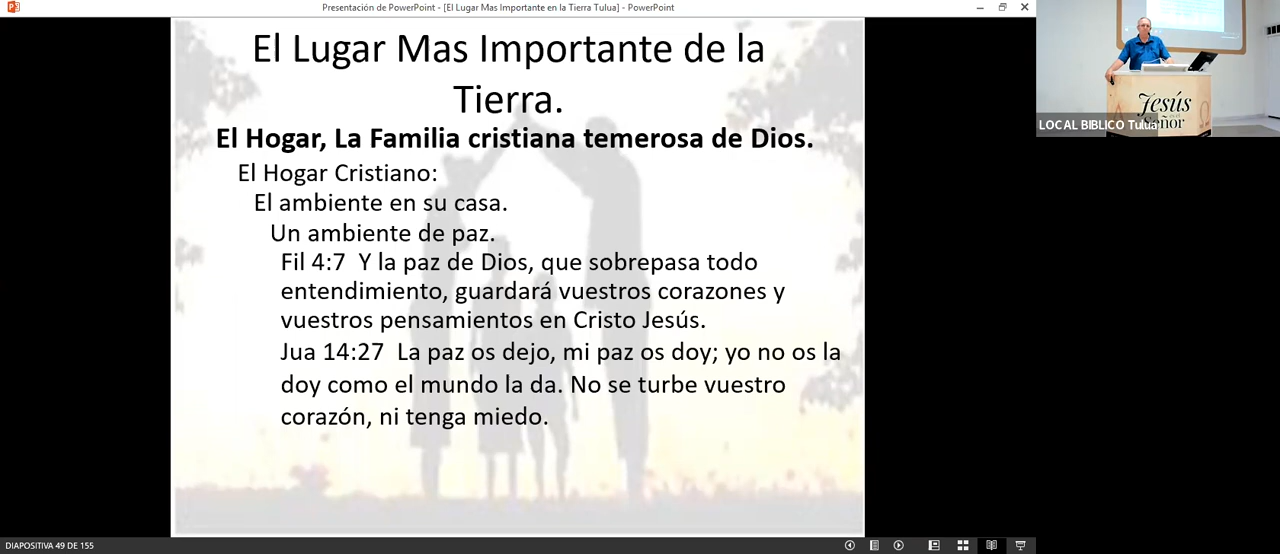 Presentación de PowerPoint - [El Lugar Mas Importante en la Tierra Tulua] - PowerPoint
El Lugar Mas Importante de la
Tierra.
El Hogar, La Familia cristiana temerosa de Dios.
El Hogar Cristiano:
El ambiente en su casa.
Un ambiente de paz.
Fil 4:7 Y la paz de Dios, que sobrepasa todo
entendimiento, guardará vuestros corazones y
vuestros pensamientos en Cristo Jesús.
Jua 14:27 La paz os dejo, mi paz os doy; yo no os la
doy como el mundo la da. No se turbe vuestro
corazón, ni tenga miedo.
DIAPOSITIVA 49 DE 155
Jesús
Señor
LOCAL BIBLICO Tulua